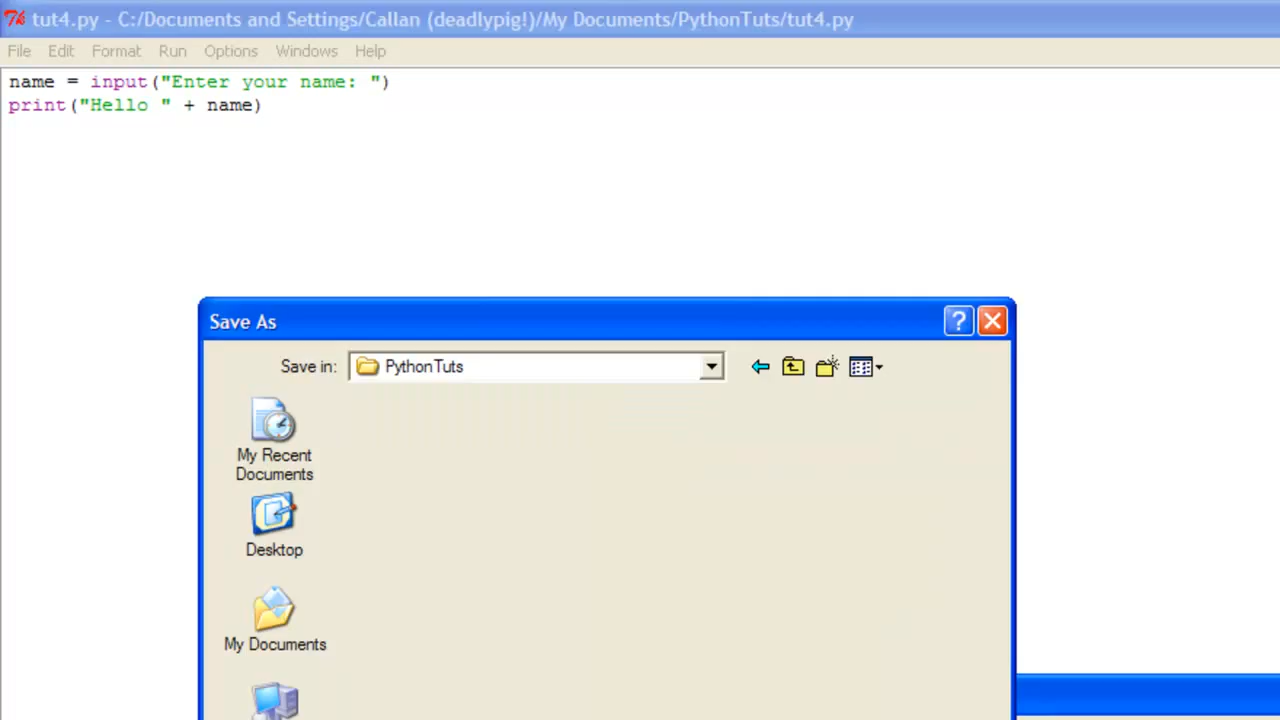 tut4.py - C:/Documents and Settings/Callan (deadlypig!)/My Documents/PythonTuts/tut4.py
File Edit Format Run Options Windows Help
name = input("Enter your name: ")
print("Hello " + name)
Save As
Save in: PythonTuts
My Recent
Documents
Desktop
My Documents